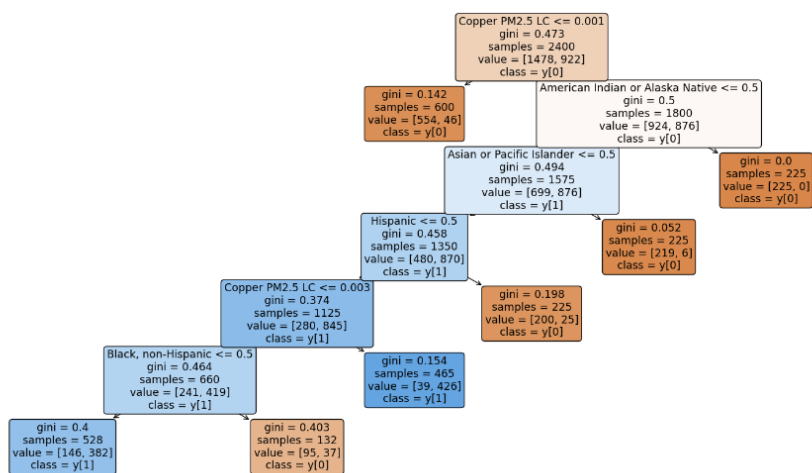 Copper PM2.5 LC <= 0.001
gini = 0.473
samples = 2400
value = [1478, 922]
class = y[0]
gini = 0.142
samples = 600
value = [554, 46]
class = y[0]
American Indian or Alaska Native <= 0.5
gini = 0.5
samples = 1800
value = [924, 876]
class = y[0]
Asian or Pacific Islander <= 0.5
gini = 0.494
samples = 1575
value = [699, 876]
class = y[1]
gini = 0.0
samples = 225
value = [225, 0]
class = y[0]
Hispanic <= 0.5
gini = 0.458
samples = 1350
value = [480, 870]
class = y[1]
gini = 0.052
samples = 225
value = [219, 6]
class = y[0]
Copper PM2.5 LC <= 0.003
gini = 0.374
samples = 1125
value = [280, 845]
class = y[1]
gini = 0.198
samples = 225
value = [200, 25]
class = y[0]
Black, non-Hispanic <= 0.5
gini = 0.464
samples = 660
value = [241, 419]
class = y[1]
gini = 0.154
samples = 465
value = [39, 426]
class = y[1]
gini = 0.4
samples = 528
value = [146, 382]
class = y[1]
gini = 0.403
samples = 132
value = [95, 37]
class = y[0]